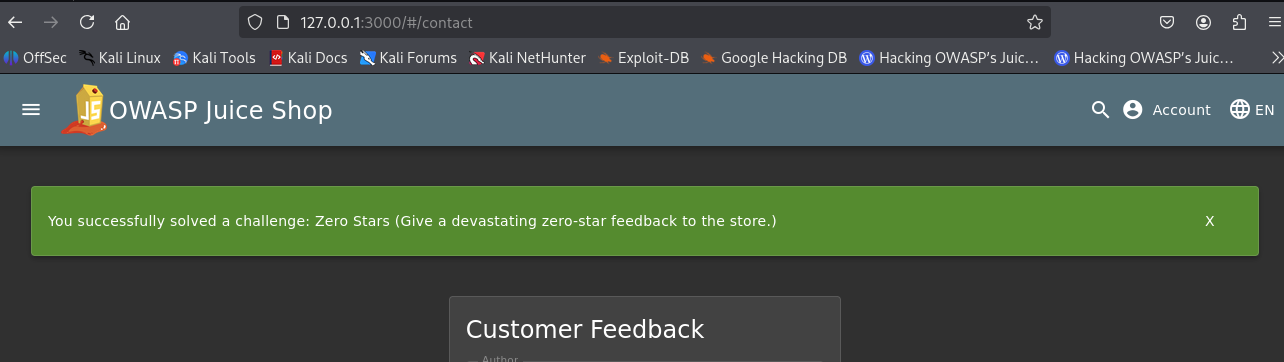 127.0.0.1:3000/#/contact
OffSec Kali Linux Kali Tools Kali Docs Kali Forums Kali NetHunter Exploit-DB Google Hacking DB Hacking OWASP's Juic... Hacking OWASP's Juic...
JS OWASP Juice Shop Account EN
You successfully solved a challenge: Zero Stars (Give a devastating zero-star feedback to the store.) X
Customer Feedback
Author